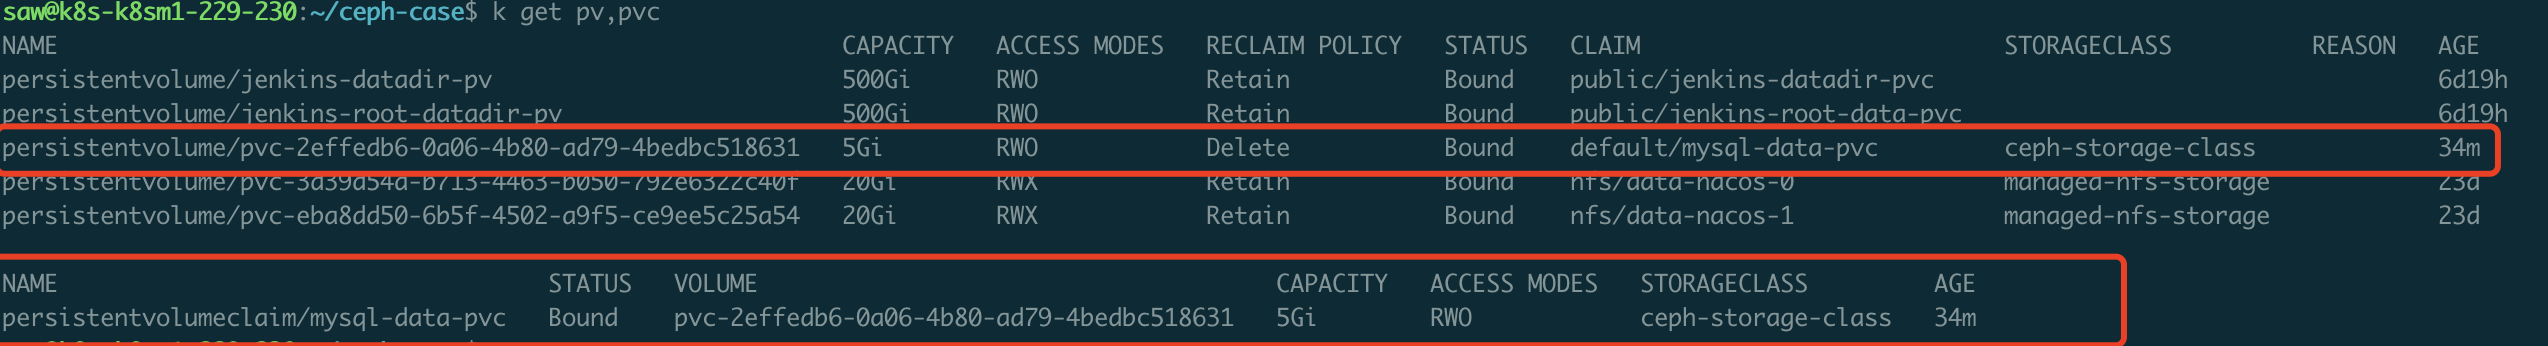 saw@k8s-k8sm1-229-230:~/ceph-case$ k get pv,pvc
NAME CAPACITY ACCESS MODES RECLAIM POLICY STATUS CLAIM STORAGECLASS REASON AGE
persistentvolume/jenkins-datadir-pv 500Gi RWO Retain Bound public/jenkins-datadir-pvc 6d19h
persistentvolume/jenkins-root-datadir-pv 500Gi RWO Retain Bound public/jenkins-root-data-pvc 6d19h
persistentvolume/pvc-2effedb6-0a06-4b80-ad79-4bedbc518631 5Gi RWO Delete Bound default/mysql-data-pvc ceph-storage-class 34m
persistentvolume/pvc-3a39a54a-b713-4463-b050-792e6322c40f 20Gi RWX Retain Bound nfs/data-nacos-0 managed-nfs-storage 23d
persistentvolume/pvc-eba8dd50-6b5f-4502-a9f5-ce9ee5c25a54 20Gi RWX Retain Bound nfs/data-nacos-1 managed-nfs-storage 23d
NAME STATUS VOLUME CAPACITY ACCESS MODES STORAGECLASS AGE
persistentvolumeclaim/mysql-data-pvc Bound pvc-2effedb6-0a06-4b80-ad79-4bedbc518631 5Gi RWO ceph-storage-class 34m